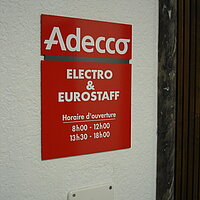 Adecco
ELECTRO
&
EUROSTAFF
Horaire d'ouverture
8h00 - 12h00
13h30 - 18h00